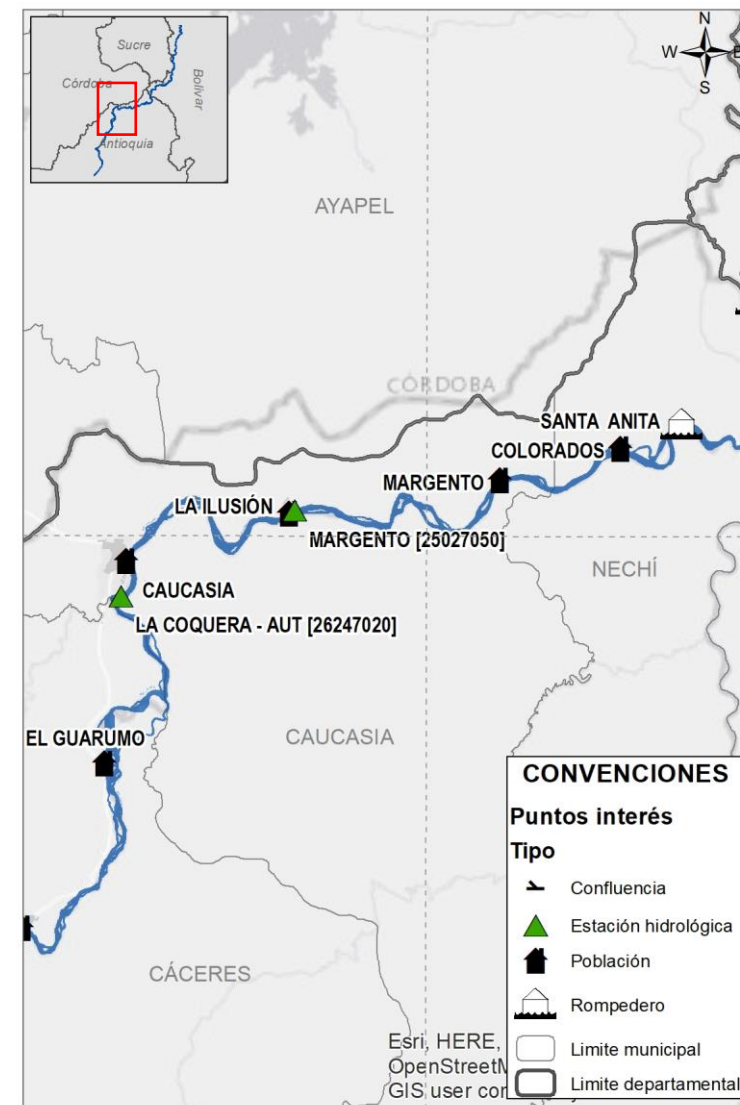 Sucre
Córdoba
Bolívar
Antioquia
N
W
E
S
AYAPEL
CÓRDOBA
SANTA ANITA
COLORADOS
MARGENTO
LA ILUSIÓN
MARGENTO [25027050]
NECHÍ
CAUCASIA
LA COQUERA - AUT [26247020]
EL GUARUMO
CAUCASIA
CÁCERES
CONVENCIONES
Puntos interés
Tipo
Confluencia
Estación hidrológica
Población
Rompedero
Limite municipal
Limite departamental
Esri, HERE,
GIS user